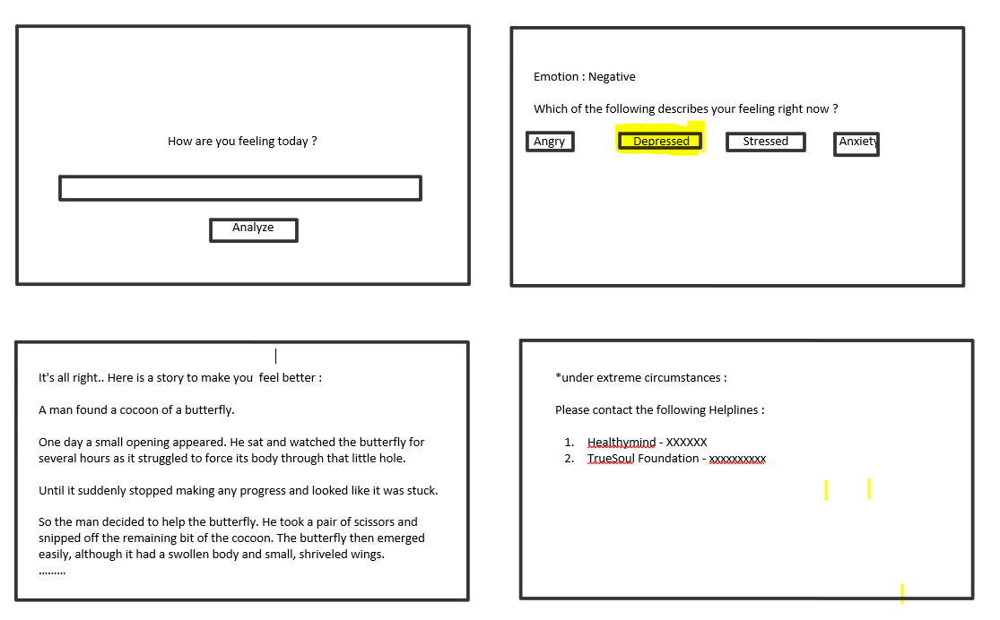 How are you feeling today ?
Analyze
Emotion : Negative
Which of the following describes your feeling right now ?
Angry Depressed Stressed Anxiety
It's all right.. Here is a story to make you  feel better :
A man found a cocoon of a butterfly.
One day a small opening appeared. He sat and watched the butterfly for
several hours as it struggled to force its body through that little hole.
Until it suddenly stopped making any progress and looked like it was stuck.
So the man decided to help the butterfly. He took a pair of scissors and
snipped off the remaining bit of the cocoon. The butterfly then emerged
easily, although it had a swollen body and small, shriveled wings.
.........
*under extreme circumstances :
Please contact the following Helplines :
1. Healthymind - XXXXXX
2. TrueSoul Foundation - xxxxxxxxxx